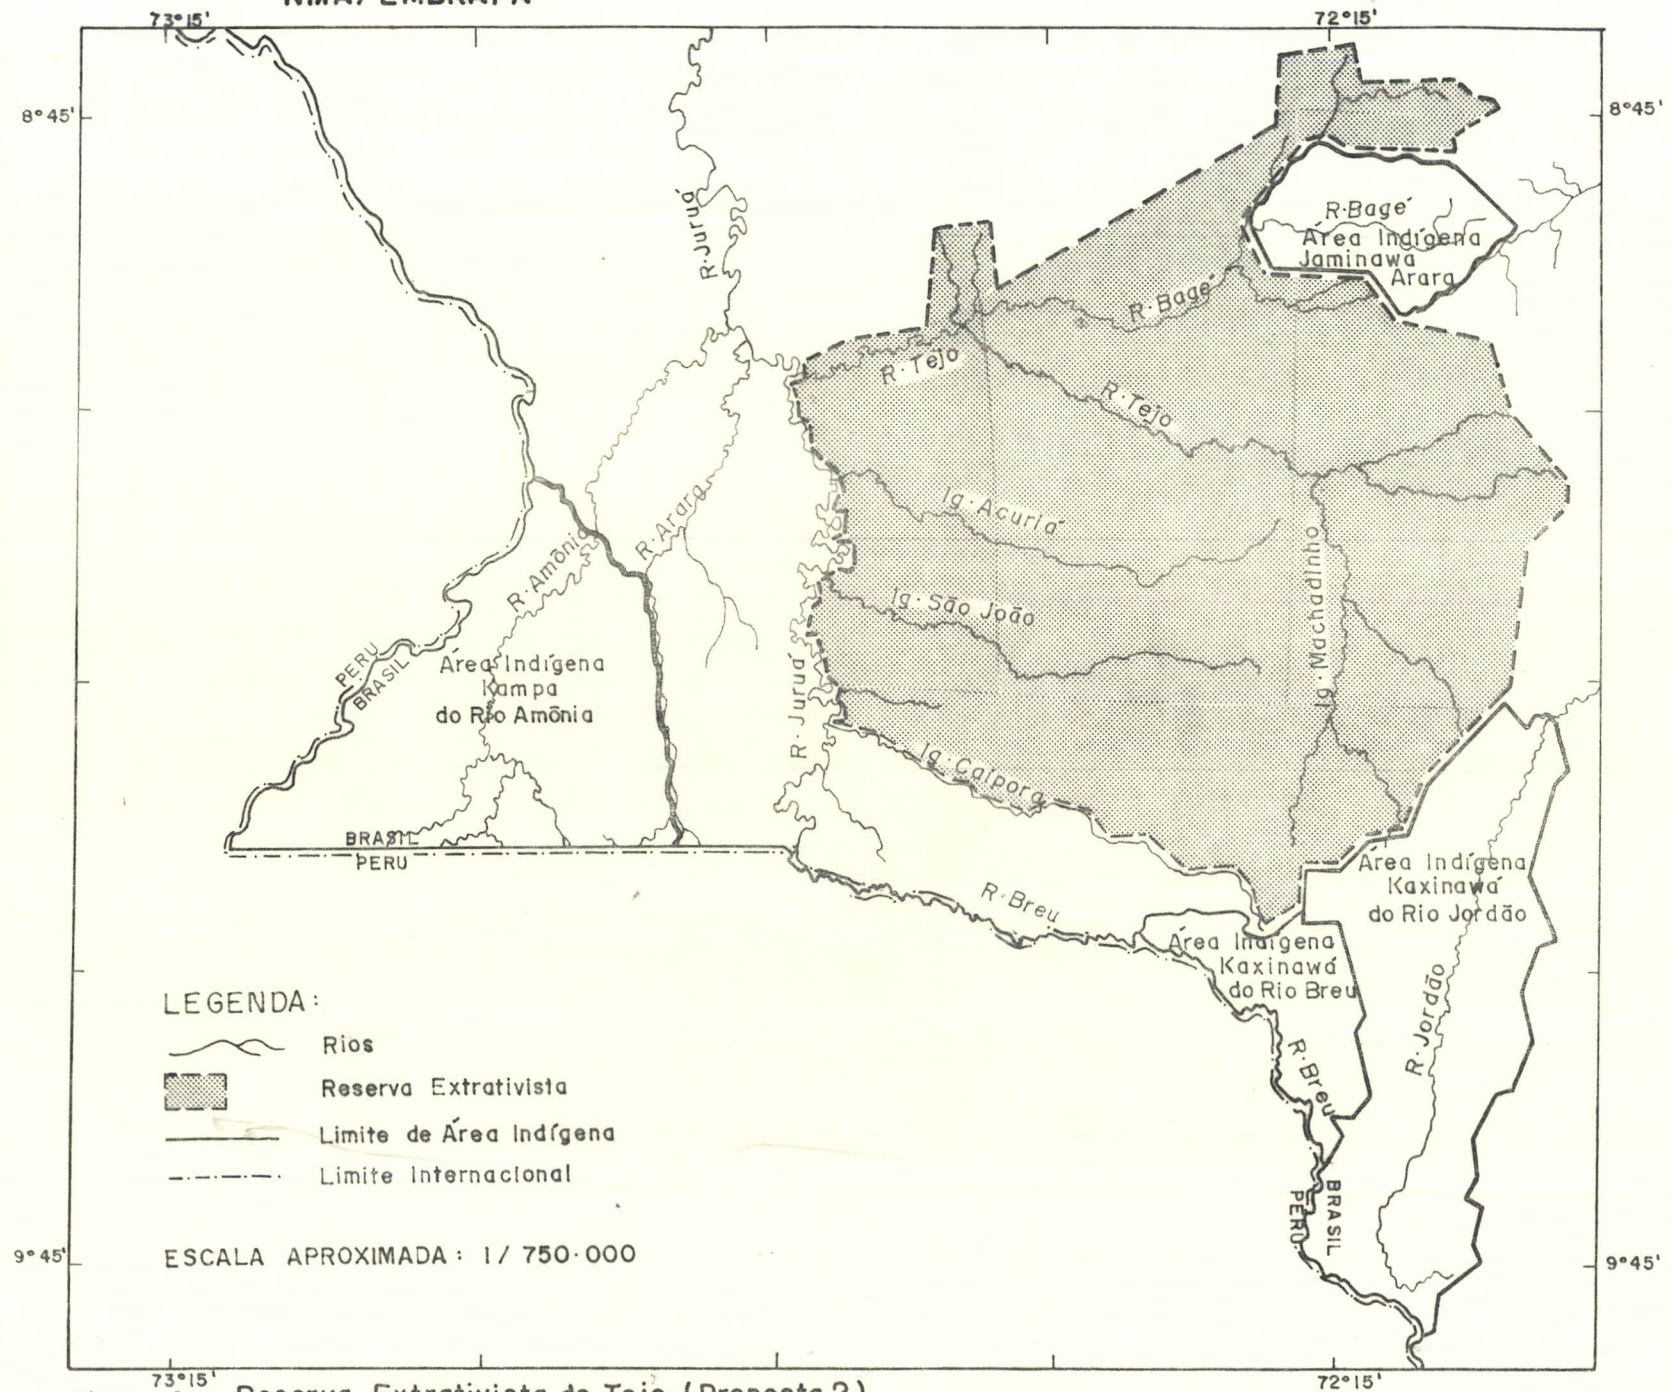 NMA/EMBRAPA
73°15' 72°15'
8°45' 8°45'
R. Juruá
R. Bagé
Área Indígena
Jaminawa
Arara
R. Bagé
R. Tejo
R. Tejo
Ig. Acuriá
R. Arara
R. Amônia
Ig. São João
Ig. Machadinho
PERU
BRASIL
Área Indígena
Kampa
do Rio Amônia
R. Juruá
Ig. Caipora
BRASIL
PERU
Área Indígena
Kaxinawá
do Rio Jordão
R. Breu
Área Indígena
Kaxinawá
do Rio Breu
R. Jordão
R. Breu
BRASIL
PERU
LEGENDA:
Rios
Reserva Extrativista
Limite de Área Indígena
Limite Internacional
ESCALA APROXIMADA: 1/750.000
9°45' 9°45'
73°15' 72°15'
Reserva Extrativista do Tejo (Proposta 2)